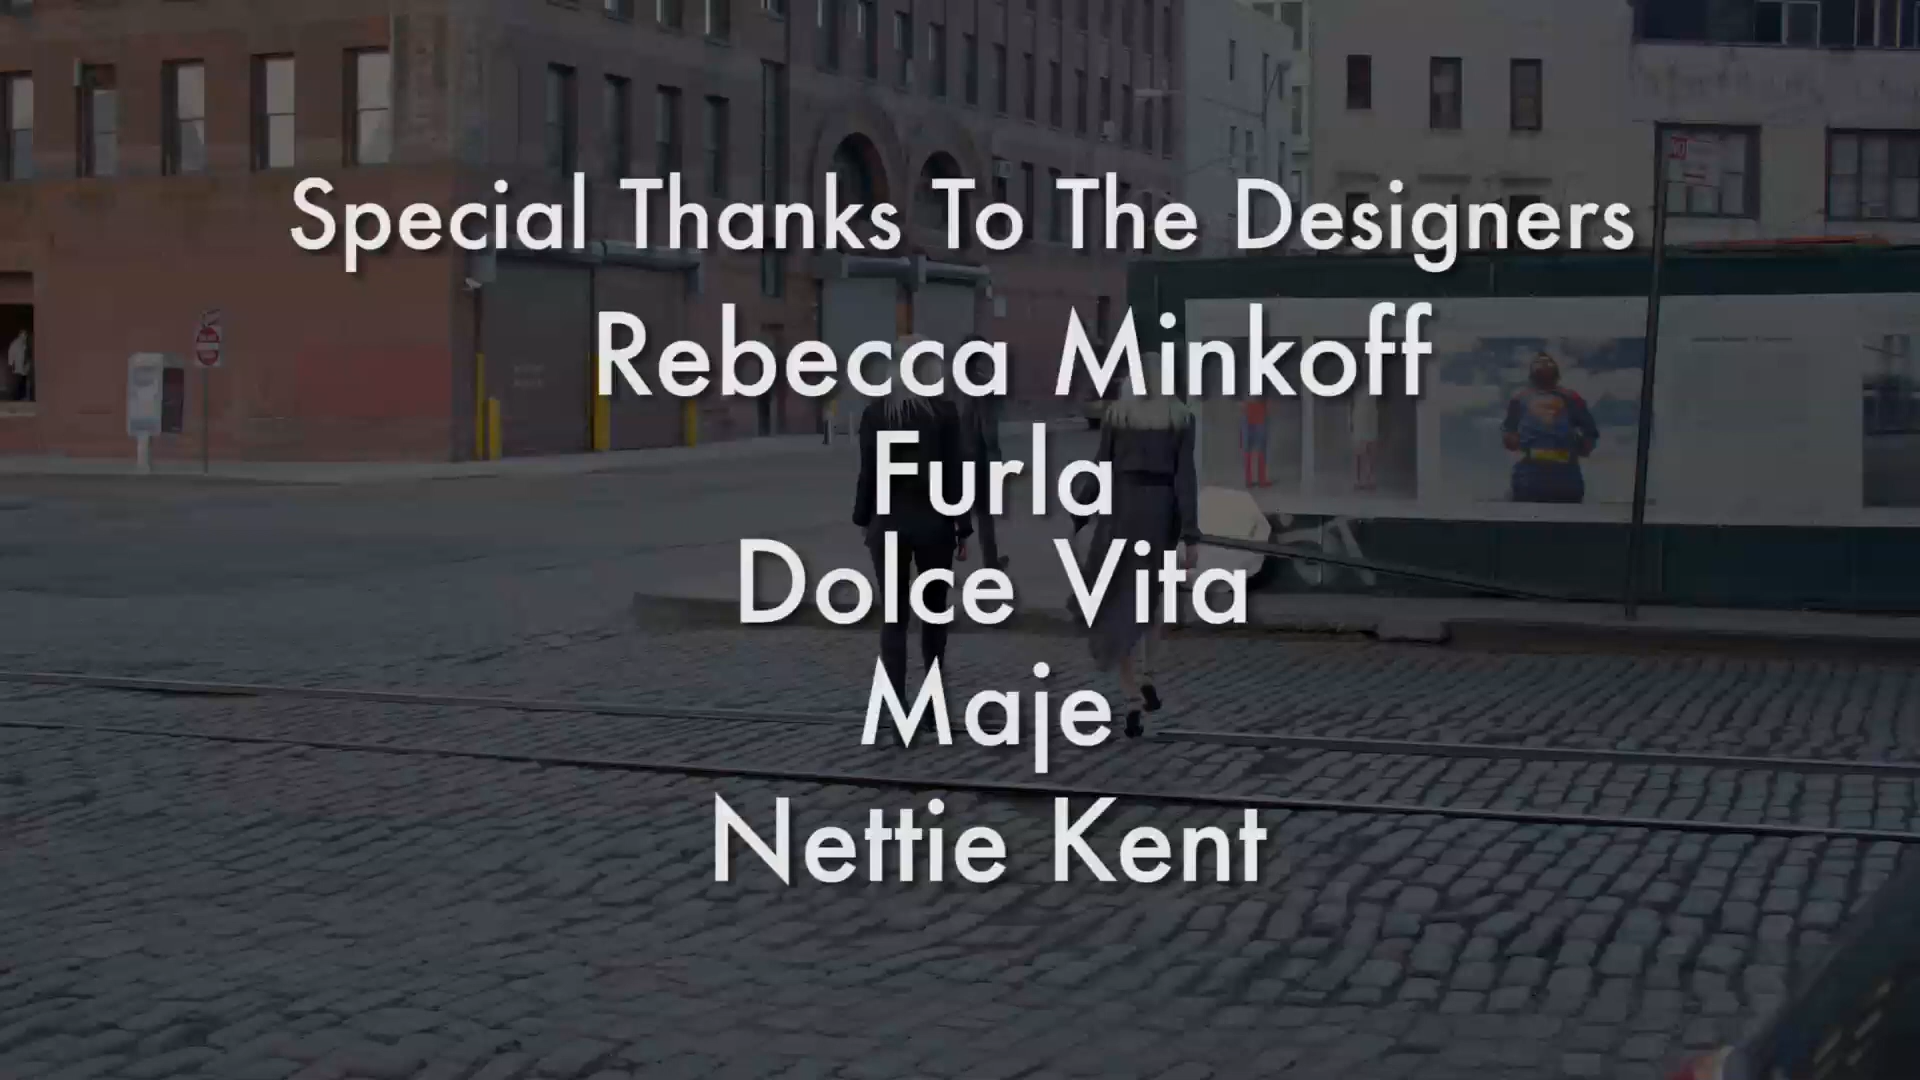 Special Thanks To The Designers
Rebecca Minkoff
Furla
Dolce Vita
Maje
Nettie Kent